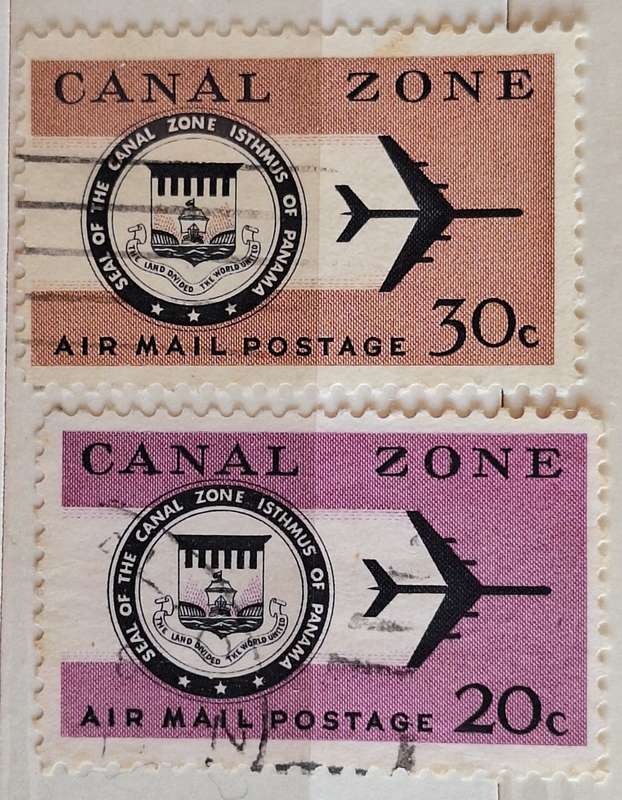 CANAL ZONE
SEAL OF THE CANAL ZONE ISTHMUS OF PANAMA
THE LAND DIVIDED THE WORLD UNITED
AIR MAIL POSTAGE 30c
CANAL ZONE
SEAL OF THE CANAL ZONE ISTHMUS OF PANAMA
THE LAND DIVIDED THE WORLD UNITED
AIR MAIL POSTAGE 20c